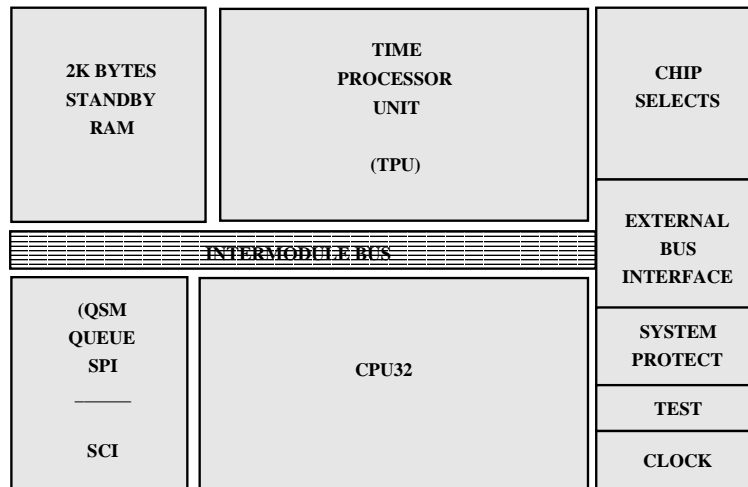 2K BYTES
STANDBY
RAM
TIME
PROCESSOR
UNIT
(TPU)
CHIP
SELECTS
INTERMODULE BUS
EXTERNAL
BUS
INTERFACE
(QSM
QUEUE
SPI
SCI
CPU32
SYSTEM
PROTECT
TEST
CLOCK